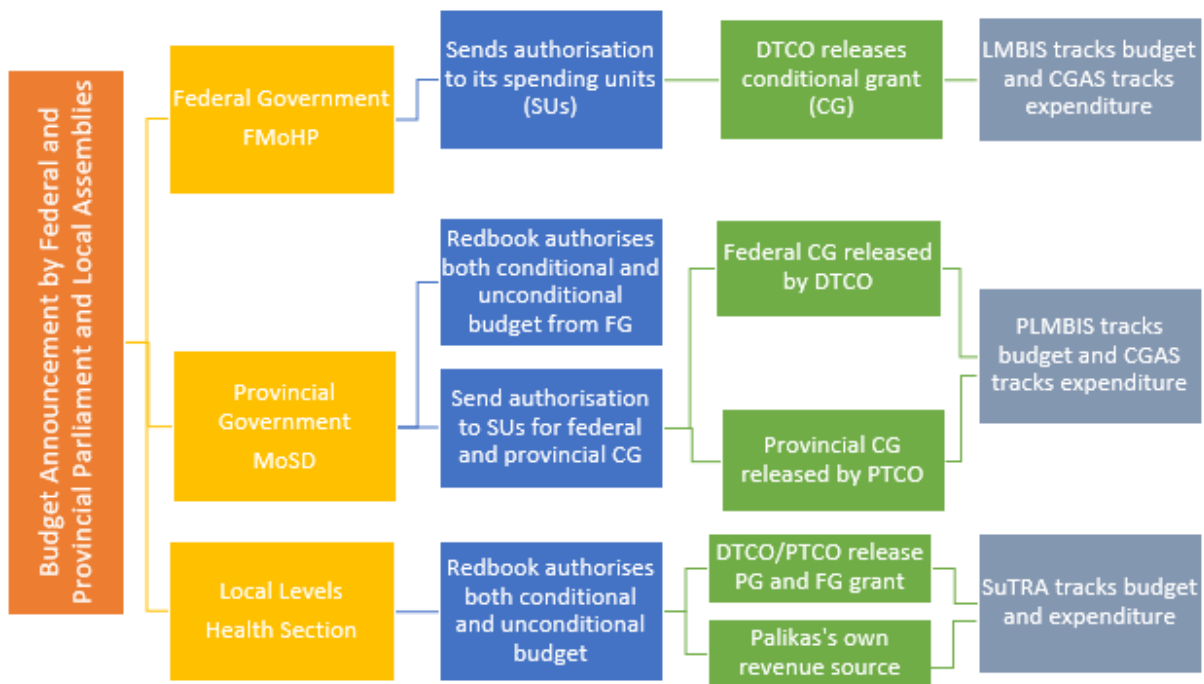 Budget Announcement by Federal and
Provincial Parliament and Local Assemblies
Federal Government
FMoHP
Sends authorisation
to its spending units
(SUs)
DTCO releases
conditional grant
(CG)
LMBIS tracks budget
and CGAS tracks
expenditure
Provincial
Government
MoSD
Redbook authorises
both conditional and
unconditional
budget from FG
Send authorisation
to SUs for federal
and provincial CG
Federal CG released
by DTCO
Provincial CG
released by PTCO
PLMBIS tracks
budget and CGAS
tracks expenditure
Local Levels
Health Section
Redbook authorises
both conditional
and unconditional
budget
DTCO/PTCO release
PG and FG grant
Palikas's own
revenue source
SuTRA tracks budget
and expenditure